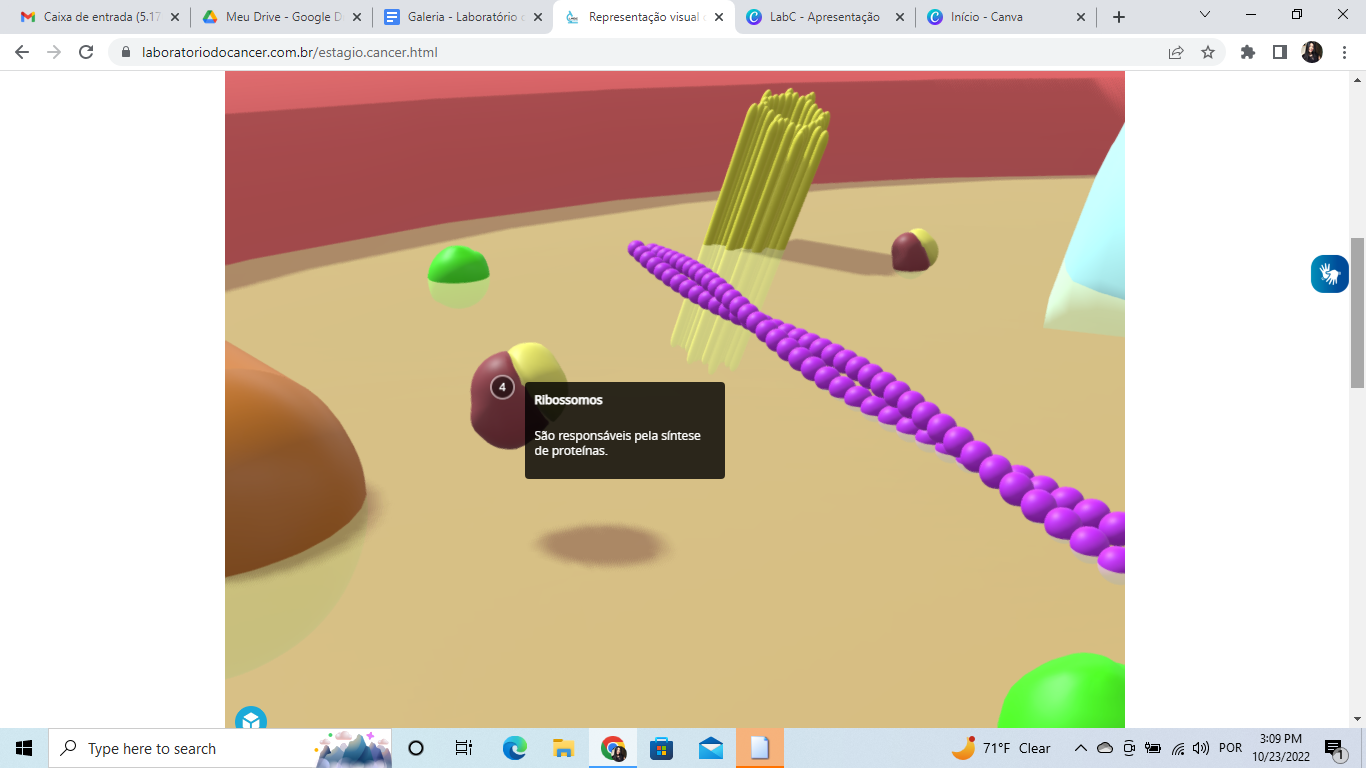 Caixa de entrada (5.17
Meu Drive - Google D
Galeria - Laboratório d
Representação visual d
LabC - Apresentação
Início - Canva
laboratoriodocancer.com.br/estagio.cancer.html
4
Ribossomos
São responsáveis pela síntese
de proteínas.
Type here to search
71°F Clear
POR
3:09 PM
10/23/2022
1